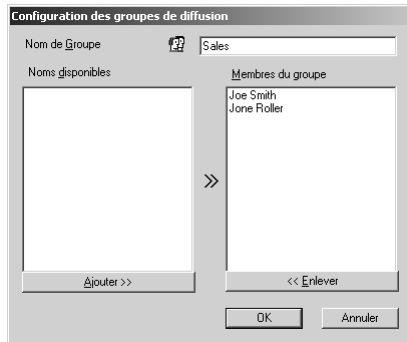 Configuration des groupes de diffusion
Nom de Groupe
Sales
Noms disponibles
Membres du groupe
Joe Smith
Jone Roller
Ajouter >>
<< Enlever
OK
Annuler